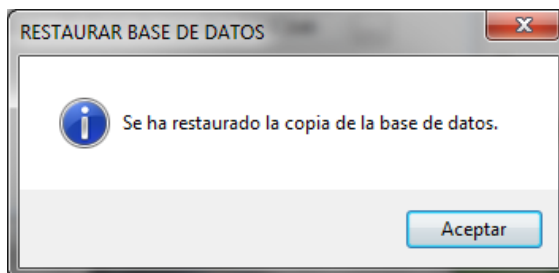 RESTAURAR BASE DE DATOS
Se ha restaurado la copia de la base de datos.
Aceptar